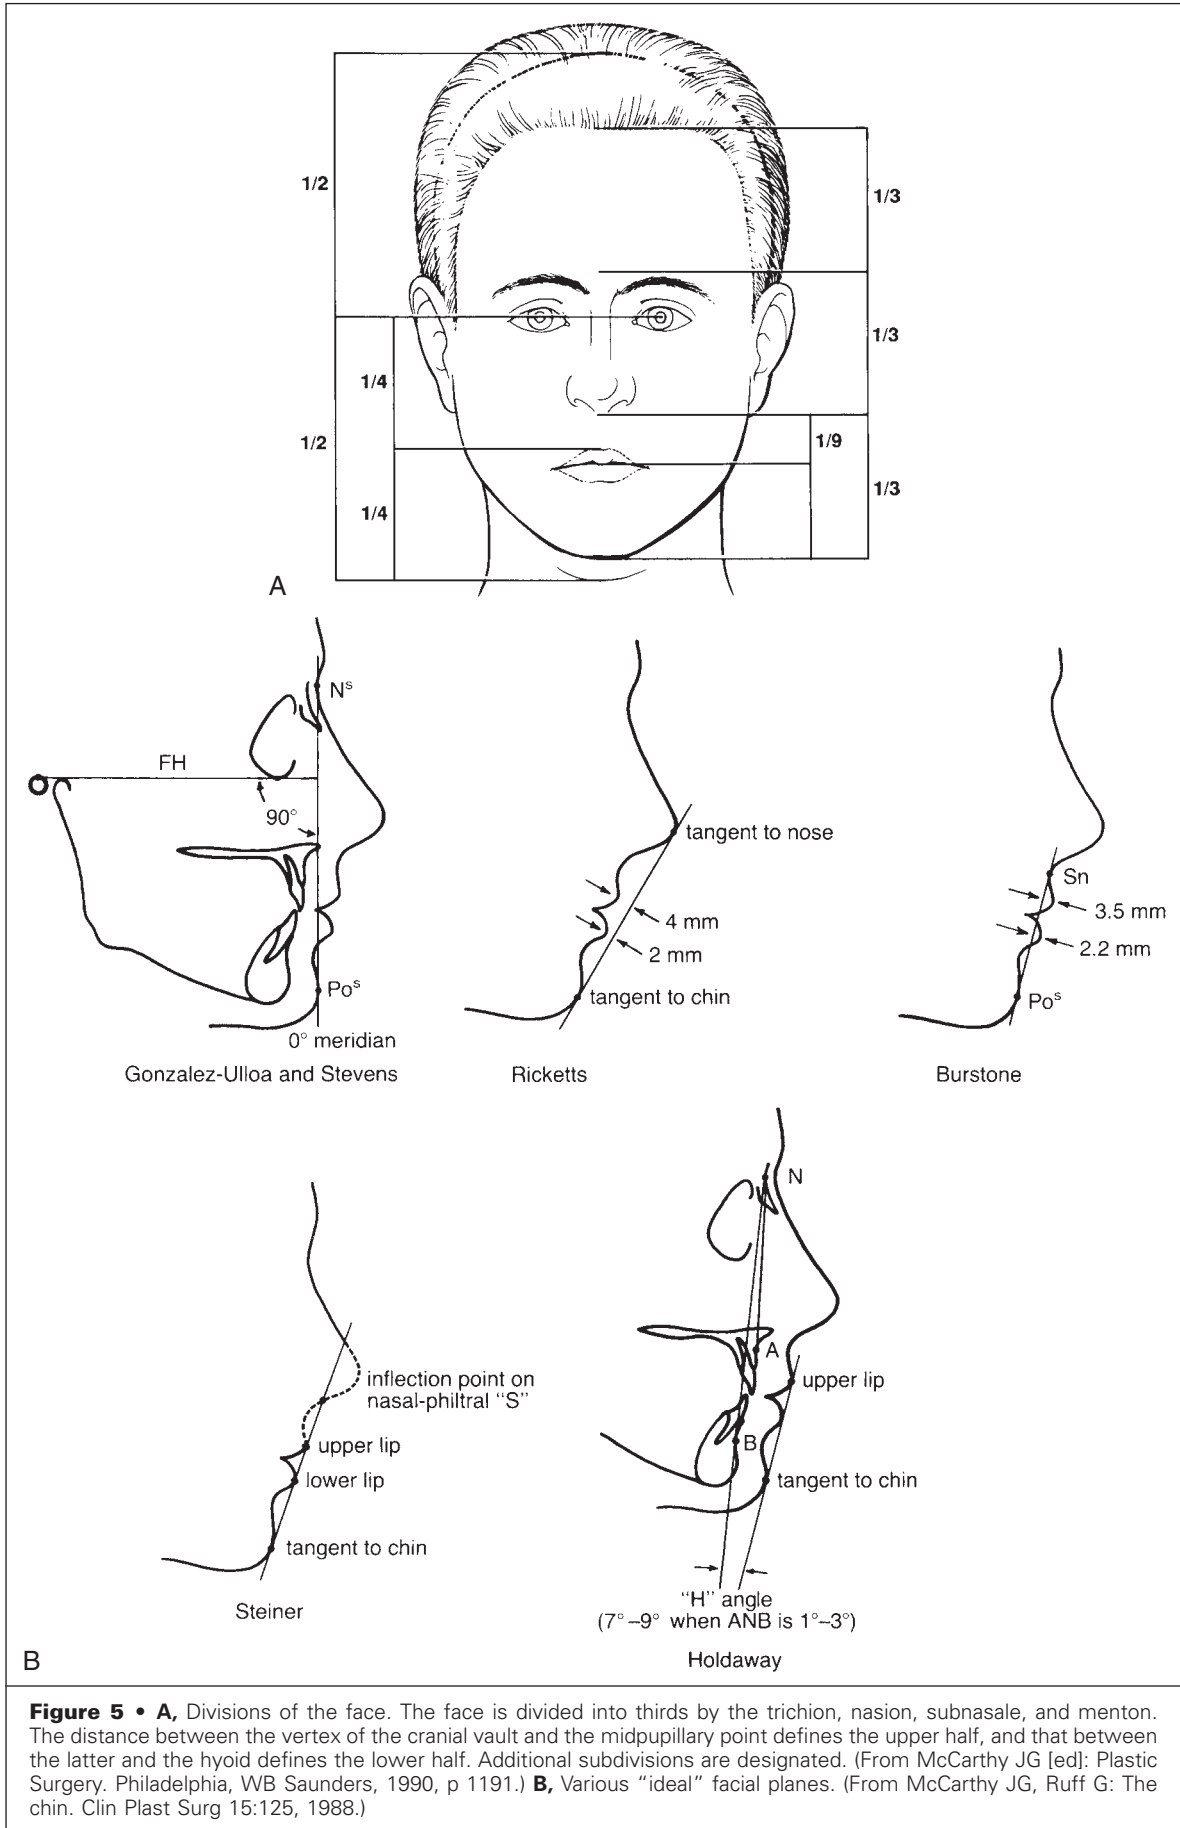 1/2
1/3
1/3
1/4
1/2
1/9
1/3
1/4
A
Nˢ
FH
90°
Poˢ
0° meridian
Gonzalez-Ulloa and Stevens
tangent to nose
4 mm
2 mm
tangent to chin
Ricketts
Sn
3.5 mm
2.2 mm
Poˢ
Burstone
inflection point on
nasal-philtral “S”
upper lip
lower lip
tangent to chin
Steiner
N
A
upper lip
B
tangent to chin
“H” angle
(7°–9° when ANB is 1°–3°)
Holdaway
B
Figure 5 • A, Divisions of the face. The face is divided into thirds by the trichion, nasion, subnasale, and menton.
The distance between the vertex of the cranial vault and the midpupillary point defines the upper half, and that between
the latter and the hyoid defines the lower half. Additional subdivisions are designated. (From McCarthy JG [ed]: Plastic
Surgery. Philadelphia, WB Saunders, 1990, p 1191.) B, Various “ideal” facial planes. (From McCarthy JG, Ruff G: The
chin. Clin Plast Surg 15:125, 1988.)